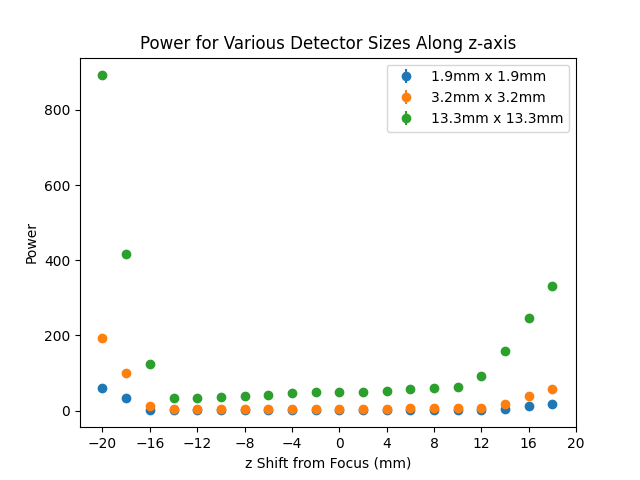 Power for Various Detector Sizes Along z-axis
1.9mm x 1.9mm
3.2mm x 3.2mm
13.3mm x 13.3mm
Power
800
600
400
200
0
−20 −16 −12 −8 −4 0 4 8 12 16 20
z Shift from Focus (mm)